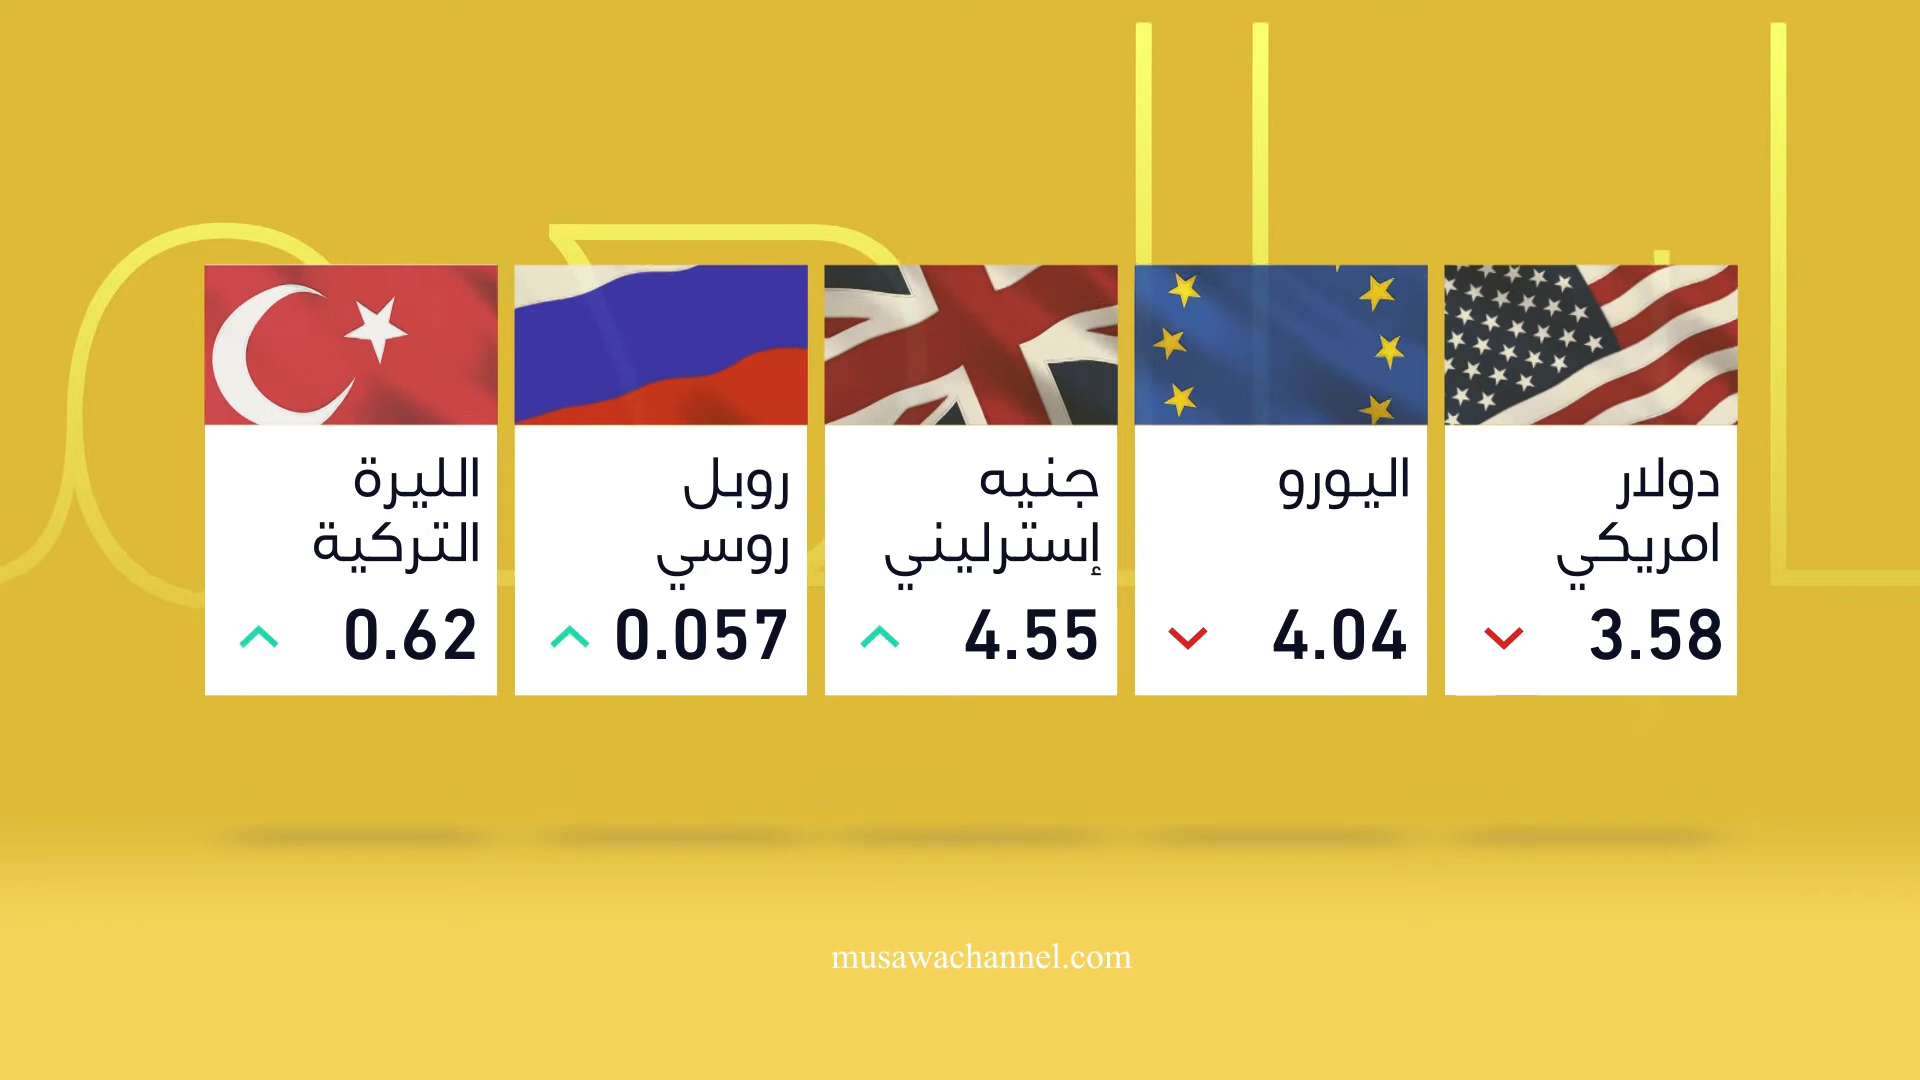 دولار
امريكي
3.58
اليورو
4.04
جنيه
إسترليني
4.55
روبل
روسي
0.057
الليرة
التركية
0.62
musawachannel.com